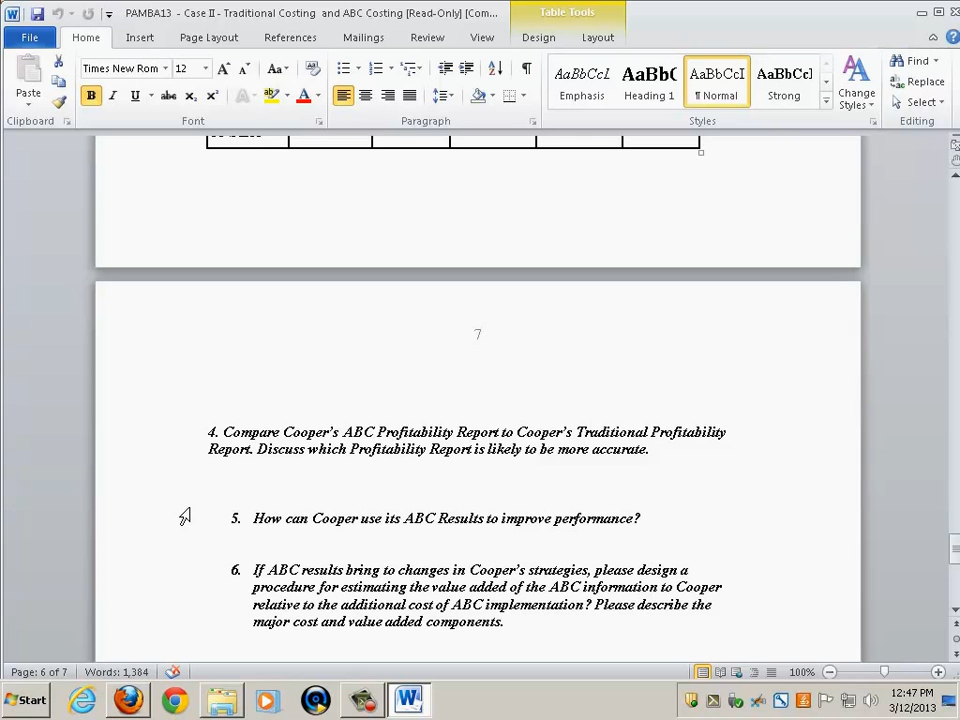 PAMBA13 - Case II - Traditional Costing and ABC Costing [Read-Only] [Com...
Table Tools
File Home Insert Page Layout References Mailings Review View Design Layout
Paste
Times New Rom 12
AaBbCcI AaBb( AaBbCcI AaBbCc]
Emphasis Heading 1 ¶ Normal Strong
Change Styles
Find
Replace
Select
Clipboard Font Paragraph Styles Editing
7
4. Compare Cooper's ABC Profitability Report to Cooper's Traditional Profitability
Report. Discuss which Profitability Report is likely to be more accurate.
5. How can Cooper use its ABC Results to improve performance?
6. If ABC results bring to changes in Cooper's strategies, please design a
procedure for estimating the value added of the ABC information to Cooper
relative to the additional cost of ABC implementation? Please describe the
major cost and value added components.
Page: 6 of 7 Words: 1,384 100%
Start
12:47 PM
3/12/2013